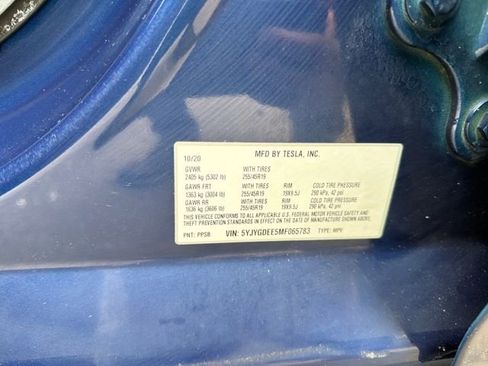 10/20 MFD BY TESLA, INC.
GVWR WITH TIRES
2405 kg (5302 lb) 255/45R19
GAWR FRT WITH TIRES RIM COLD TIRE PRESSURE
1363 kg (3004 lb) 255/45R19 19X9.5J 290 kPa, 42 psi
GAWR RR WITH TIRES RIM COLD TIRE PRESSURE
1636 kg (3606 lb) 255/45R19 19X9.5J 290 kPa, 42 psi
THIS VEHICLE CONFORMS TO ALL APPLICABLE U.S. FEDERAL MOTOR VEHICLE SAFETY AND
THEFT PREVENTION STANDARDS IN EFFECT ON THE DATE OF MANUFACTURE SHOWN ABOVE.
PNT: PPSB VIN: 5YJYGDEE5MF065783 TYPE: MPV